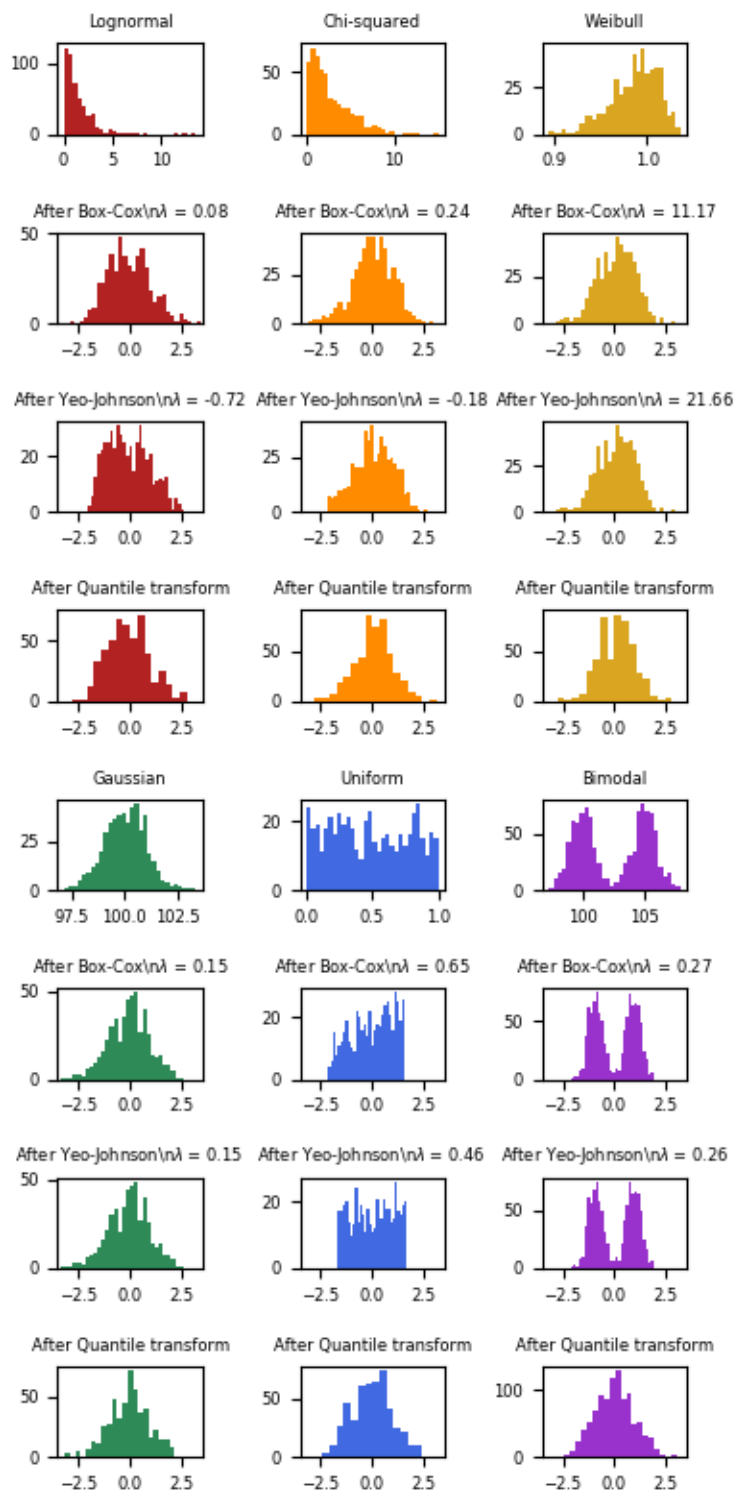 Lognormal Chi-squared Weibull
100
0
50
0
25
0
0 5 10
0 10
0.9 1.0
After Box-Cox\nλ = 0.08 After Box-Cox\nλ = 0.24 After Box-Cox\nλ = 11.17
50
0
25
0
25
0
−2.5 0.0 2.5
−2.5 0.0 2.5
−2.5 0.0 2.5
After Yeo-Johnson\nλ = -0.72 After Yeo-Johnson\nλ = -0.18 After Yeo-Johnson\nλ = 21.66
20
0
25
0
25
0
−2.5 0.0 2.5
−2.5 0.0 2.5
−2.5 0.0 2.5
After Quantile transform After Quantile transform After Quantile transform
50
0
50
0
50
0
−2.5 0.0 2.5
−2.5 0.0 2.5
−2.5 0.0 2.5
Gaussian Uniform Bimodal
25
0
20
0
50
0
97.5 100.0 102.5
0.0 0.5 1.0
100 105
After Box-Cox\nλ = 0.15 After Box-Cox\nλ = 0.65 After Box-Cox\nλ = 0.27
50
0
20
0
50
0
−2.5 0.0 2.5
−2.5 0.0 2.5
−2.5 0.0 2.5
After Yeo-Johnson\nλ = 0.15 After Yeo-Johnson\nλ = 0.46 After Yeo-Johnson\nλ = 0.26
50
0
20
0
50
0
−2.5 0.0 2.5
−2.5 0.0 2.5
−2.5 0.0 2.5
After Quantile transform After Quantile transform After Quantile transform
50
0
50
0
100
0
−2.5 0.0 2.5
−2.5 0.0 2.5
−2.5 0.0 2.5